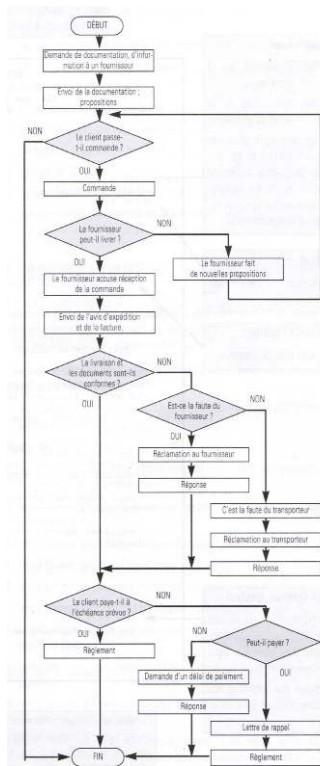 DÉBUT
Demande de documentation, d'infor-
mation à un fournisseur
Envoi de la documentation ;
propositions
NON
Le client passe-
t-il commande ?
OUI
Commande
Le fournisseur
peut-il livrer ?
NON
OUI
Le fournisseur fait
de nouvelles propositions
Le fournisseur accuse réception
de la commande
Envoi de l'avis d'expédition
et de la facture.
La livraison et
les documents sont-ils
conformes ?
NON
OUI
Est-ce la faute du
fournisseur ?
OUI
NON
Réclamation au fournisseur
Réponse
C'est la faute du transporteur
Réclamation au transporteur
Réponse
Le client paye-t-il à
l'échéance prévue ?
NON
OUI
Règlement
NON
Peut-il payer ?
OUI
Demande d'un délai de paiement
Réponse
Lettre de rappel
Règlement
FIN